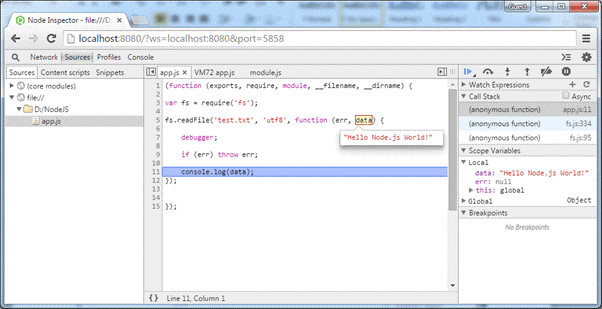 Node Inspector - file:///D:/
Guest
localhost:8080/?ws=localhost:8080&port=5858
Network Sources Profiles Console
Sources Content scripts Snippets
app.js × VM72 app.js module.js
Async
(core modules)
file://
D:/NodeJS
app.js
1 (function (exports, require, module, __filename, __dirname) {
2
3 var fs = require('fs');
4
5 fs.readFile('test.txt', 'utf8', function (err, data) {
6
"Hello Node.js World!"
7 debugger;
8
9 if (err) throw err;
10
11 console.log(data);
12 });
13
14
15 });
{} Line 11, Column 1
Watch Expressions
Call Stack
(anonymous function) app.js:11
(anonymous function) fs.js:334
(anonymous function) fs.js:95
Scope Variables
Local
data: "Hello Node.js World!"
err: null
this: global
Global Object
Breakpoints
No Breakpoints